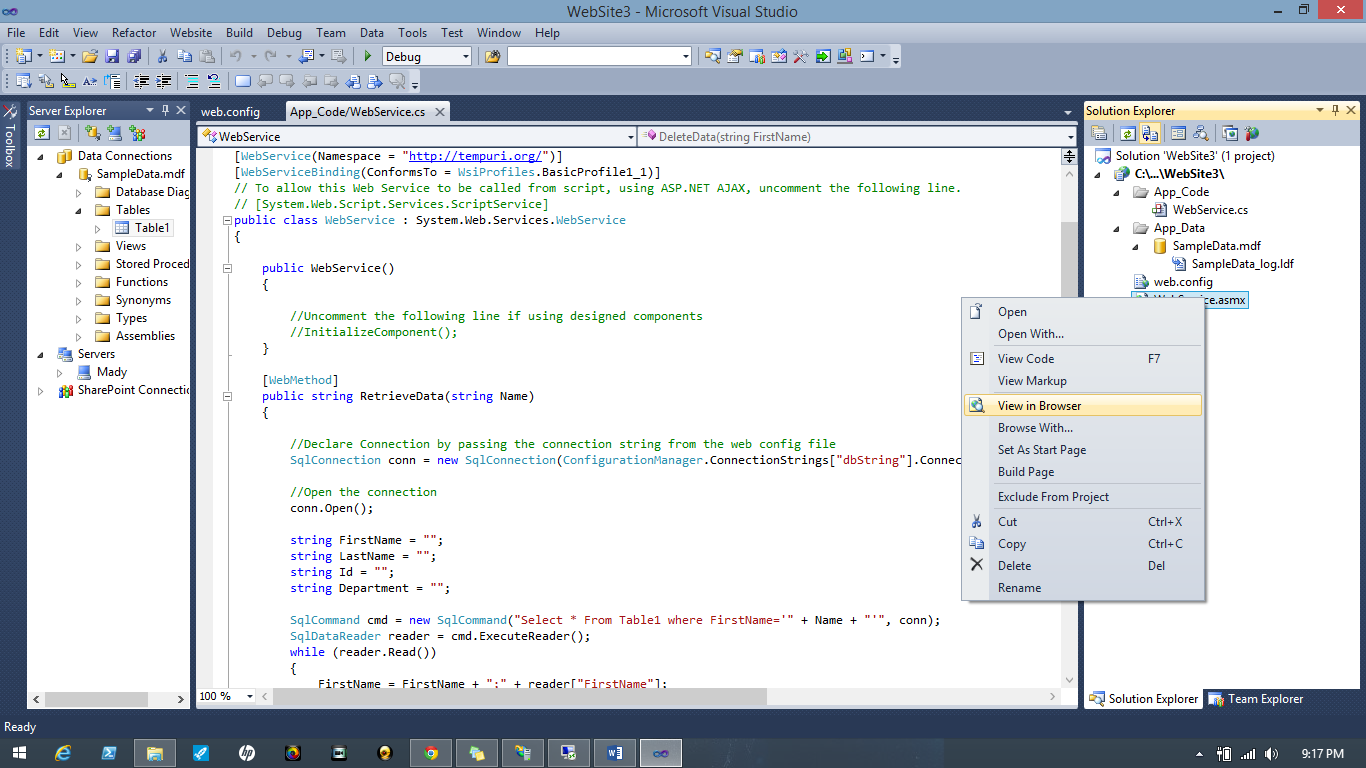 WebSite3 - Microsoft Visual Studio
File Edit View Refactor Website Build Debug Team Data Tools Test Window Help
Debug
Toolbox
Server Explorer
Data Connections
SampleData.mdf
Database Diag
Tables
Table1
Views
Stored Proced
Functions
Synonyms
Types
Assemblies
Servers
Mady
SharePoint Connectic
web.config App_Code/WebService.cs
WebService DeleteData(string FirstName)
[WebService(Namespace = "http://tempuri.org/")]
[WebServiceBinding(ConformsTo = WsiProfiles.BasicProfile1_1)]
// To allow this Web Service to be called from script, using ASP.NET AJAX, uncomment the following line.
// [System.Web.Script.Services.ScriptService]
public class WebService : System.Web.Services.WebService
{
public WebService()
{
//Uncomment the following line if using designed components
//InitializeComponent();
}
[WebMethod]
public string RetrieveData(string Name)
{
//Declare Connection by passing the connection string from the web config file
SqlConnection conn = new SqlConnection(ConfigurationManager.ConnectionStrings["dbString"].Connec
//Open the connection
conn.Open();
string FirstName = "";
string LastName = "";
string Id = "";
string Department = "";
SqlCommand cmd = new SqlCommand("Select * From Table1 where FirstName='" + Name + "'", conn);
SqlDataReader reader = cmd.ExecuteReader();
while (reader.Read())
{
FirstName = FirstName + ":" + reader["FirstName"];
100 %
Solution Explorer
Solution 'WebSite3' (1 project)
C:\...\WebSite3\
App_Code
WebService.cs
App_Data
SampleData.mdf
SampleData_log.ldf
web.config
WebService.asmx
Open
Open With...
View Code F7
View Markup
View in Browser
Browse With...
Set As Start Page
Build Page
Exclude From Project
Cut Ctrl+X
Copy Ctrl+C
Delete Del
Rename
Solution Explorer Team Explorer
Ready
9:17 PM